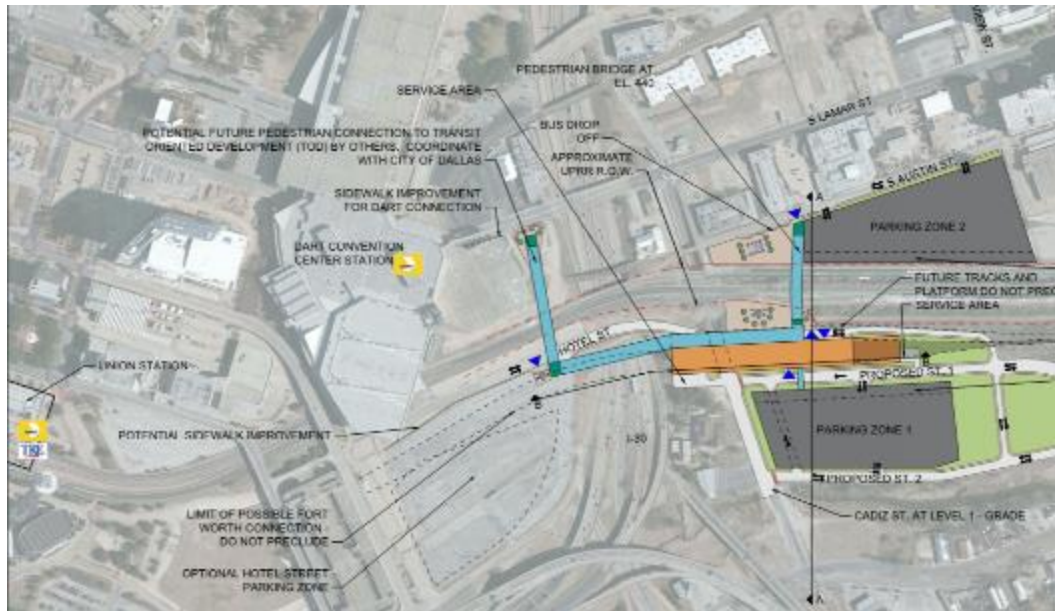 PEDESTRIAN BRIDGE AT
EL. 440
SERVICE AREA
S LAMAR ST
POTENTIAL FUTURE PEDESTRIAN CONNECTION TO TRANSIT
ORIENTED DEVELOPMENT (TOD) BY OTHERS. COORDINATE
WITH CITY OF DALLAS
BUS DROP
OFF
APPROXIMATE
UPRR R.O.W.
S AUSTIN ST
A
SIDEWALK IMPROVEMENT
FOR DART CONNECTION
PARKING ZONE 2
DART CONVENTION
CENTER STATION
FUTURE TRACKS AND
PLATFORM DO NOT PREC
SERVICE AREA
HOTEL ST
UNION STATION
PROPOSED ST. 1
B
POTENTIAL SIDEWALK IMPROVEMENT
I-30
PARKING ZONE 1
PROPOSED ST. 2
LIMIT OF POSSIBLE FORT
WORTH CONNECTION -
DO NOT PRECLUDE
CADIZ ST. AT LEVEL 1 - GRADE
OPTIONAL HOTEL STREET
PARKING ZONE
A